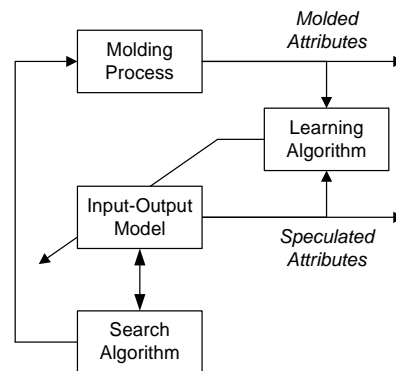 Molded
Attributes
Molding
Process
Learning
Algorithm
Input-Output
Model
Speculated
Attributes
Search
Algorithm